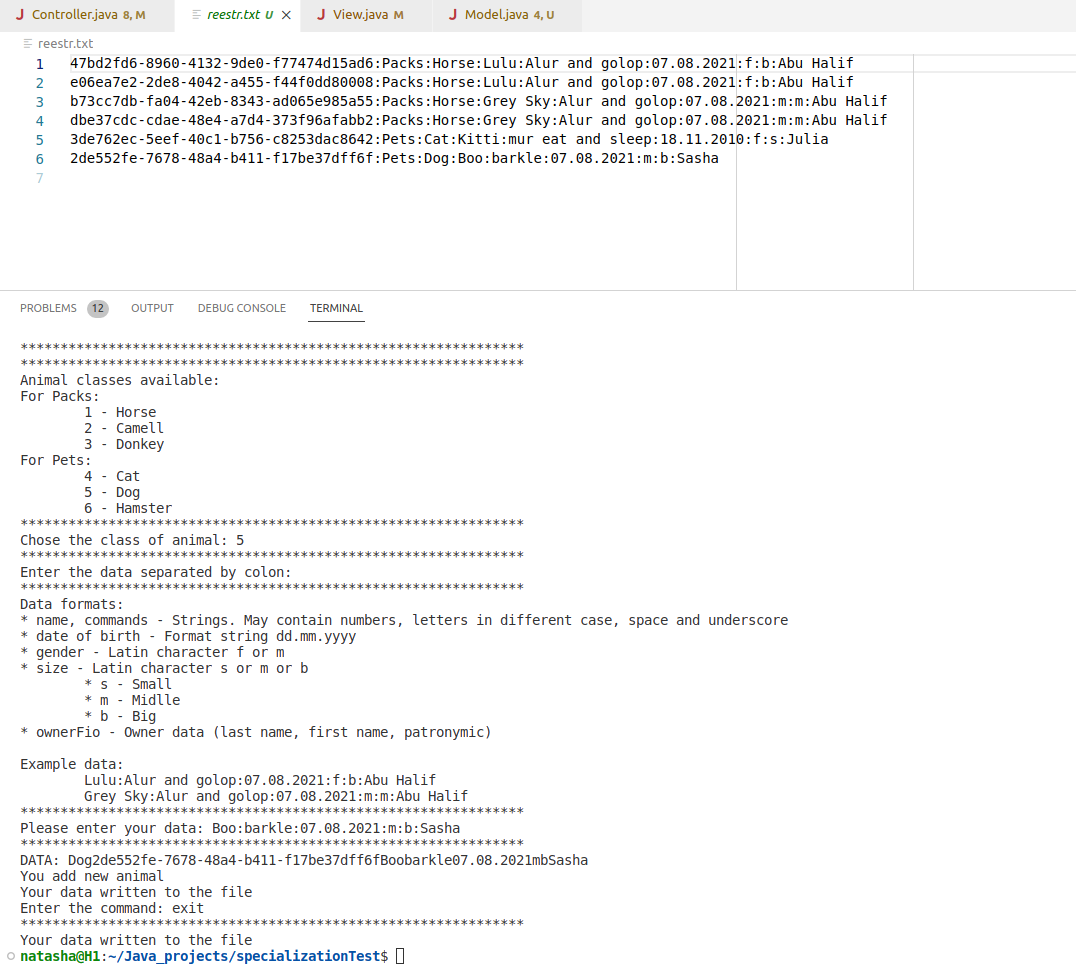 J Controller.java 8, M reestr.txt U × J View.java M J Model.java 4, U
reestr.txt
1 47bd2fd6-8960-4132-9de0-f77474d15ad6:Packs:Horse:Lulu:Alur and golop:07.08.2021:f:b:Abu Halif
2 e06ea7e2-2de8-4042-a455-f44f0dd80008:Packs:Horse:Lulu:Alur and golop:07.08.2021:f:b:Abu Halif
3 b73cc7db-fa04-42eb-8343-ad065e985a55:Packs:Horse:Grey Sky:Alur and golop:07.08.2021:m:m:Abu Halif
4 dbe37cdc-cdae-48e4-a7d4-373f96afabb2:Packs:Horse:Grey Sky:Alur and golop:07.08.2021:m:m:Abu Halif
5 3de762ec-5eef-40c1-b756-c8253dac8642:Pets:Cat:Kitti:mur eat and sleep:18.11.2010:f:s:Julia
6 2de552fe-7678-48a4-b411-f17be37dff6f:Pets:Dog:Boo:barkle:07.08.2021:m:b:Sasha
7
PROBLEMS 12 OUTPUT DEBUG CONSOLE TERMINAL
***************************************************************
***************************************************************
Animal classes available:
For Packs:
1 - Horse
2 - Camell
3 - Donkey
For Pets:
4 - Cat
5 - Dog
6 - Hamster
***************************************************************
Chose the class of animal: 5
***************************************************************
Enter the data separated by colon:
***************************************************************
Data formats:
* name, commands - Strings. May contain numbers, letters in different case, space and underscore
* date of birth - Format string dd.mm.yyyy
* gender - Latin character f or m
* size - Latin character s or m or b
* s - Small
* m - Midlle
* b - Big
* ownerFio - Owner data (last name, first name, patronymic)
Example data:
Lulu:Alur and golop:07.08.2021:f:b:Abu Halif
Grey Sky:Alur and golop:07.08.2021:m:m:Abu Halif
***************************************************************
Please enter your data: Boo:barkle:07.08.2021:m:b:Sasha
***************************************************************
DATA: Dog2de552fe-7678-48a4-b411-f17be37dff6fBoobarkle07.08.2021mbSasha
You add new animal
Your data written to the file
Enter the command: exit
***************************************************************
Your data written to the file
natasha@H1:~/Java_projects/specializationTest$